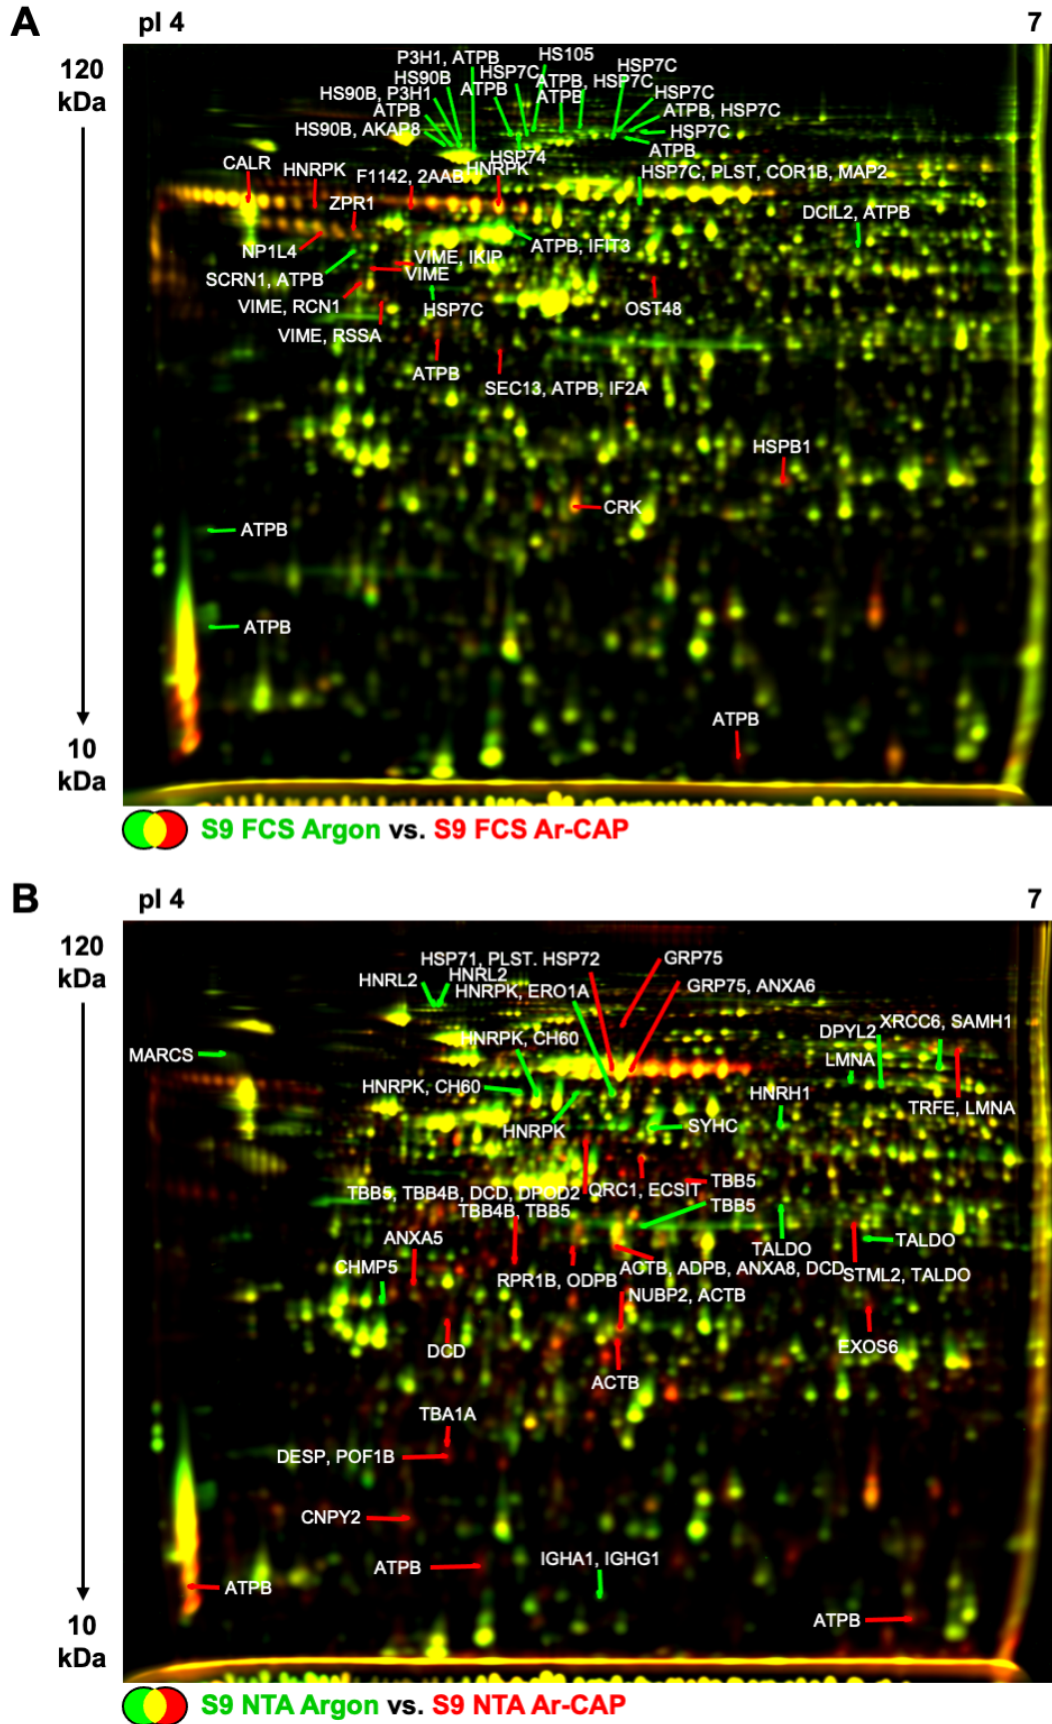 A
pI 4
7
120
kDa
P3H1, ATPB
HS105
HSP7C
HSP7C
HS90B
ATPB, HSP7C
HS90B, P3H1
ATPB
ATPB
HSP7C
ATPB
ATPB, HSP7C
HS90B, AKAP8
HSP7C
ATPB
HSP74
CALR
HNRPK
HNRPK
F1142, 2AAB
HSP7C, PLST, COR1B, MAP2
ZPR1
DCIL2, ATPB
NP1L4
ATPB, IFIT3
VIME, IKIP
SCRN1, ATPB
VIME
VIME, RCN1
HSP7C
OST48
VIME, RSSA
ATPB
SEC13, ATPB, IF2A
HSPB1
CRK
ATPB
ATPB
ATPB
10
kDa
S9 FCS Argon vs. S9 FCS Ar-CAP
B
pI 4
7
120
kDa
HSP71, PLST. HSP72
GRP75
HNRL2
HNRL2
HNRPK, ERO1A
GRP75, ANXA6
XRCC6, SAMH1
DPYL2
HNRPK, CH60
MARCS
LMNA
HNRPK, CH60
HNRH1
TRFE, LMNA
HNRPK
SYHC
TBB5
QRC1, ECSIT
TBB5, TBB4B, DCD, DPOD2
TBB5
TBB4B, TBB5
ANXA5
TALDO
TALDO
CHMP5
ACTB, ADPB, ANXA8, DCD
STML2, TALDO
RPR1B, ODPB
NUBP2, ACTB
EXOS6
DCD
ACTB
TBA1A
DESP, POF1B
CNPY2
IGHA1, IGHG1
ATPB
ATPB
ATPB
10
kDa
S9 NTA Argon vs. S9 NTA Ar-CAP